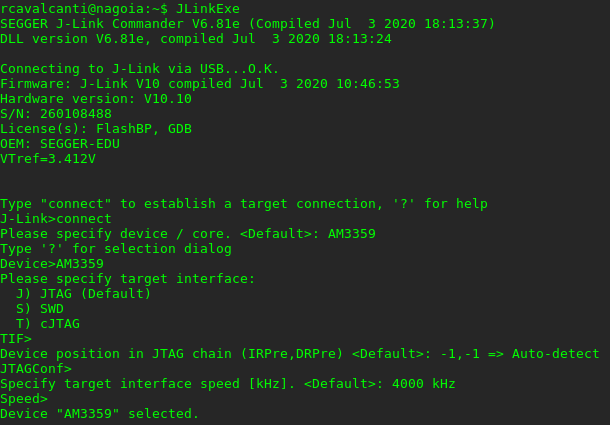 rcavalcanti@nagoia:~$ JLinkExe
SEGGER J-Link Commander V6.81e (Compiled Jul  3 2020 18:13:37)
DLL version V6.81e, compiled Jul  3 2020 18:13:24
Connecting to J-Link via USB...O.K.
Firmware: J-Link V10 compiled Jul  3 2020 10:46:53
Hardware version: V10.10
S/N: 260108488
License(s): FlashBP, GDB
OEM: SEGGER-EDU
VTref=3.412V
Type "connect" to establish a target connection, '?' for help
J-Link>connect
Please specify device / core. <Default>: AM3359
Type '?' for selection dialog
Device>AM3359
Please specify target interface:
  J) JTAG (Default)
  S) SWD
  T) cJTAG
TIF>
Device position in JTAG chain (IRPre,DRPre) <Default>: -1,-1 => Auto-detect
JTAGConf>
Specify target interface speed [kHz]. <Default>: 4000 kHz
Speed>
Device "AM3359" selected.